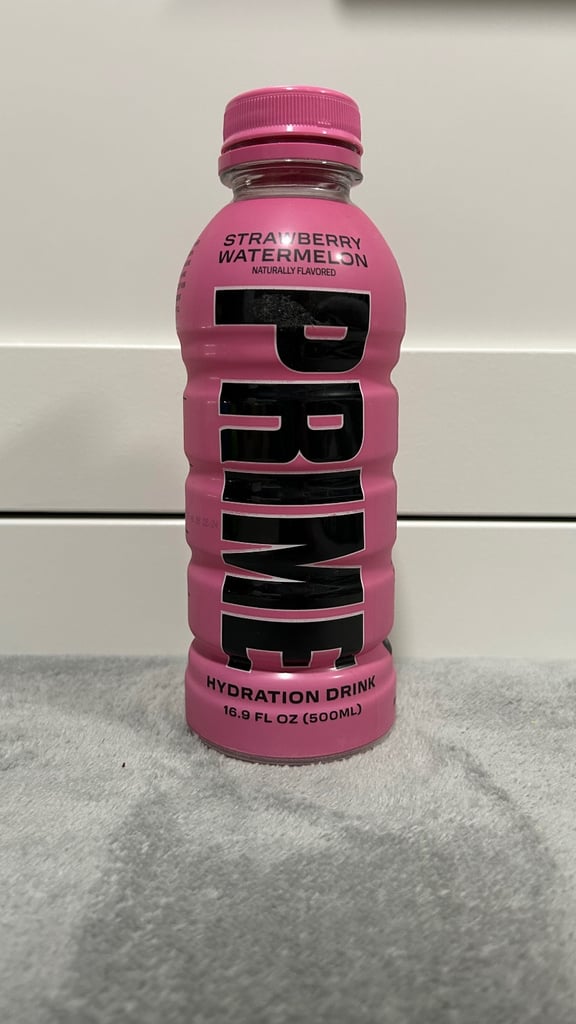 STRAWBERRY
WATERMELON
NATURALLY FLAVORED
PRIME
HYDRATION DRINK
16.9 FL OZ (500ML)